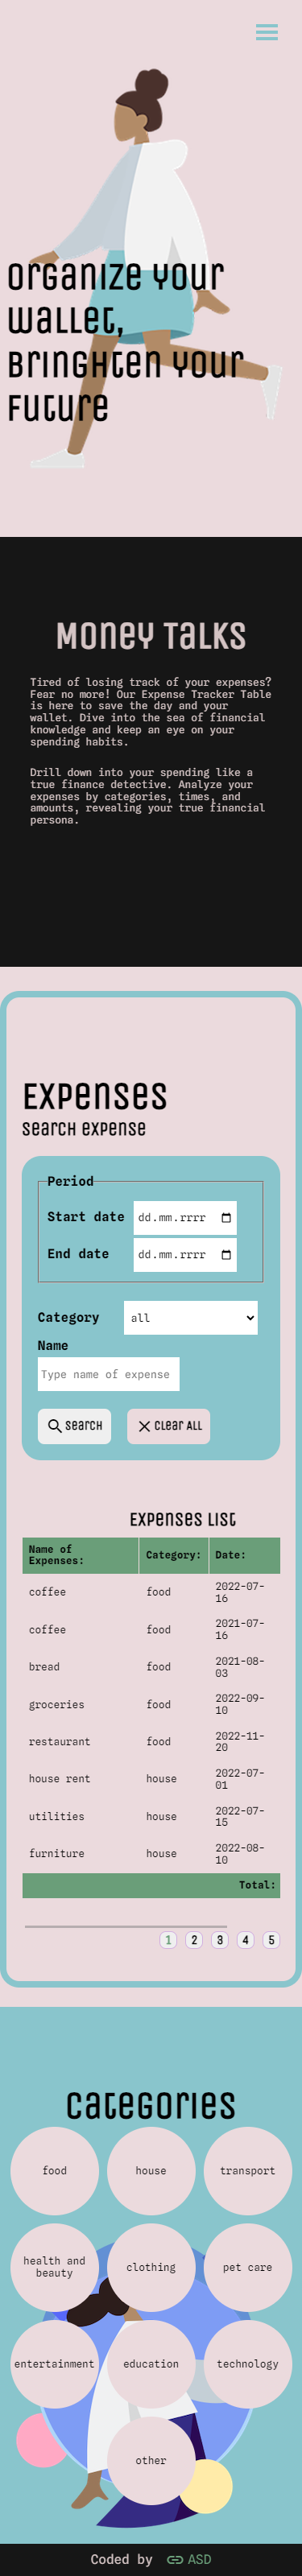 Organize your
wallet,
Bringhten your
Future
Money Talks
Tired of losing track of your expenses?
Fear no more! Our Expense Tracker Table
is here to save the day and your
wallet. Dive into the sea of financial
knowledge and keep an eye on your
spending habits.
Drill down into your spending like a
true finance detective. Analyze your
expenses by categories, times, and
amounts, revealing your true financial
persona.
Expenses
Search expense
Period
Start date dd.mm.rrrr
End date dd.mm.rrrr
Category all
Name
Type name of expense
Search Clear All
Expenses List
Name of Expenses: Category: Date:
coffee food 2022-07-16
coffee food 2021-07-16
bread food 2021-08-03
groceries food 2022-09-10
restaurant food 2022-11-20
house rent house 2022-07-01
utilities house 2022-07-15
furniture house 2022-08-10
Total:
1 2 3 4 5
Categories
food house transport
health and beauty clothing pet care
entertainment education technology
other
Coded by ASD